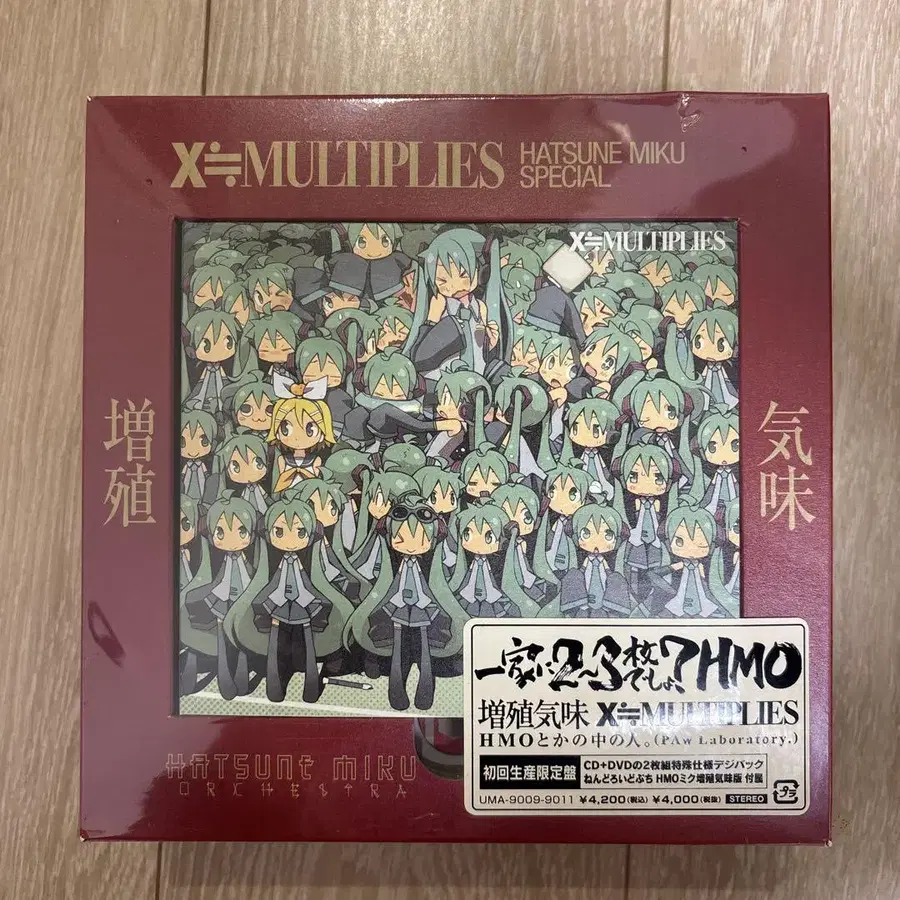 X≒MULTIPLIES
HATSUNE MIKU
SPECIAL
X≒MULTIPLIES
増殖
気味
HATSUNE MIKU
ORCHESTRA
一家に2~3枚でしょ、?HMO
増殖気味 X≒MULTIPLIES
HMOとかの中の人。(PAw Laboratory.)
初回生産限定盤
CD+DVDの2枚組特殊仕様デジパック
ねんどろいどぷち HMOミク増殖気味版 付属
プラ
UMA-9009-9011 ¥4,200(税込) ¥4,000(税抜) STEREO